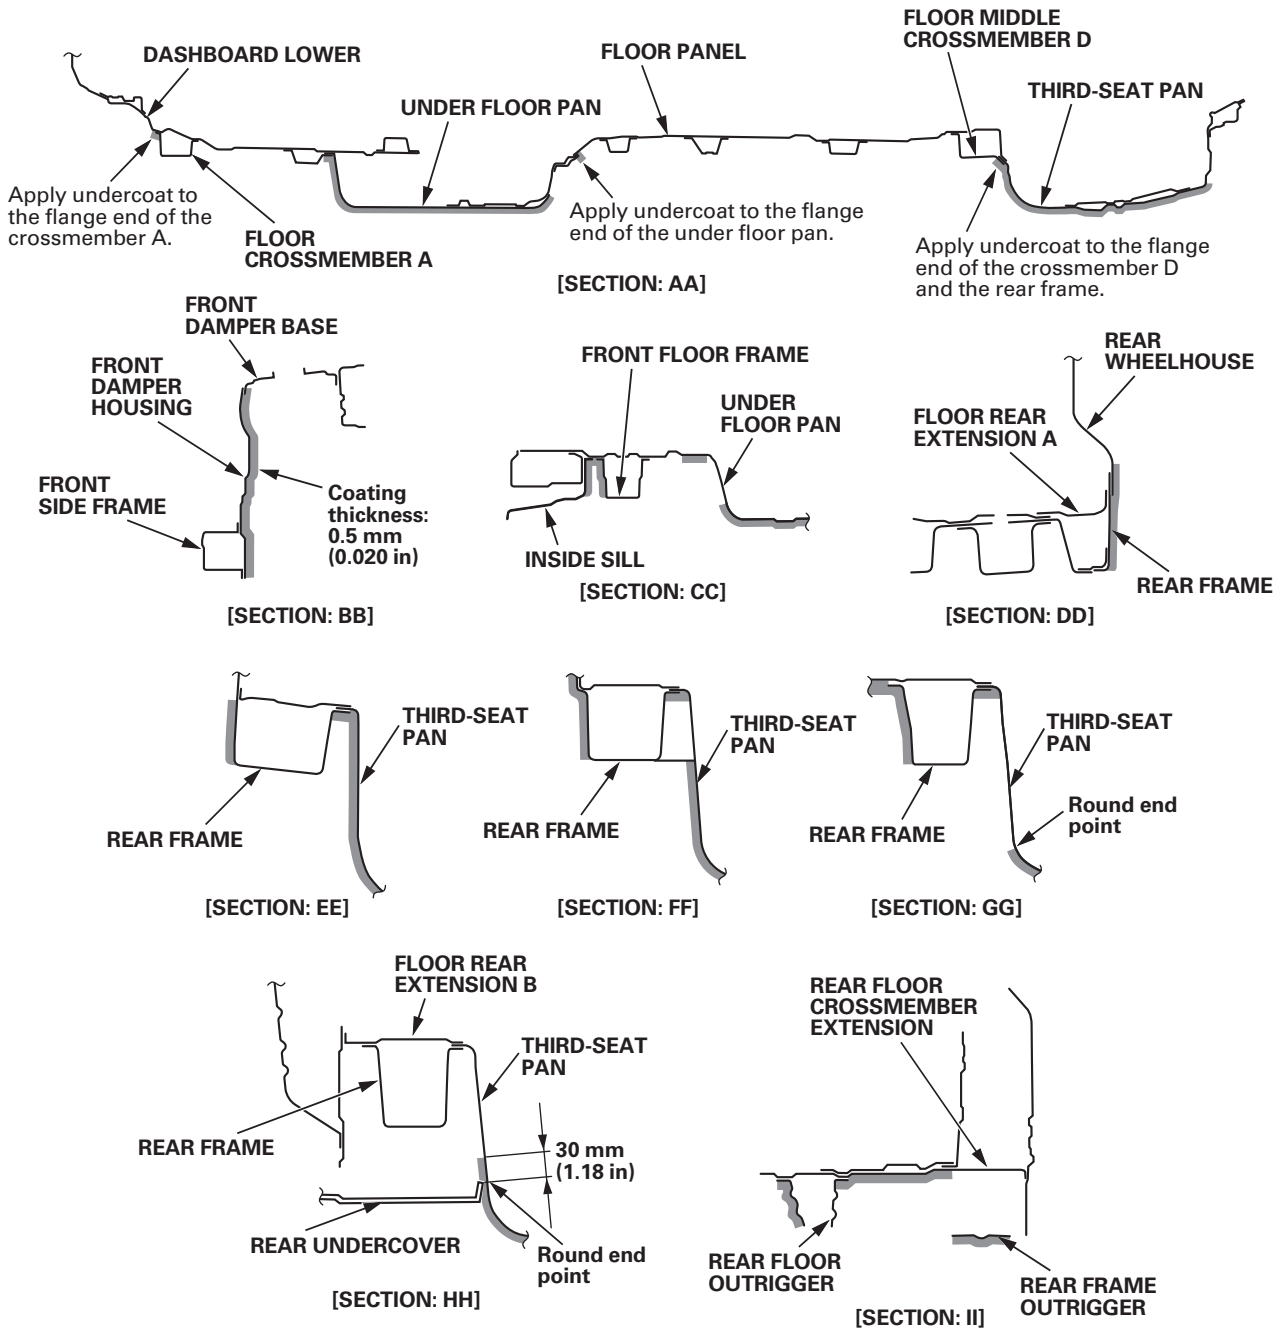 DASHBOARD LOWER
UNDER FLOOR PAN
FLOOR PANEL
FLOOR MIDDLE
CROSSMEMBER D
THIRD-SEAT PAN
Apply undercoat to
the flange end of the
crossmember A.
FLOOR
CROSSMEMBER A
Apply undercoat to the flange
end of the under floor pan.
Apply undercoat to the flange
end of the crossmember D
and the rear frame.
[SECTION: AA]
FRONT
DAMPER BASE
FRONT
DAMPER
HOUSING
FRONT
SIDE FRAME
Coating
thickness:
0.5 mm
(0.020 in)
[SECTION: BB]
FRONT FLOOR FRAME
UNDER
FLOOR PAN
INSIDE SILL
[SECTION: CC]
REAR
WHEELHOUSE
FLOOR REAR
EXTENSION A
REAR FRAME
[SECTION: DD]
THIRD-SEAT
PAN
REAR FRAME
[SECTION: EE]
THIRD-SEAT
PAN
REAR FRAME
[SECTION: FF]
THIRD-SEAT
PAN
Round end
point
REAR FRAME
[SECTION: GG]
FLOOR REAR
EXTENSION B
THIRD-SEAT
PAN
REAR FRAME
30 mm
(1.18 in)
REAR UNDERCOVER
Round end
point
[SECTION: HH]
REAR FLOOR
CROSSMEMBER
EXTENSION
REAR FLOOR
OUTRIGGER
REAR FRAME
OUTRIGGER
[SECTION: II]